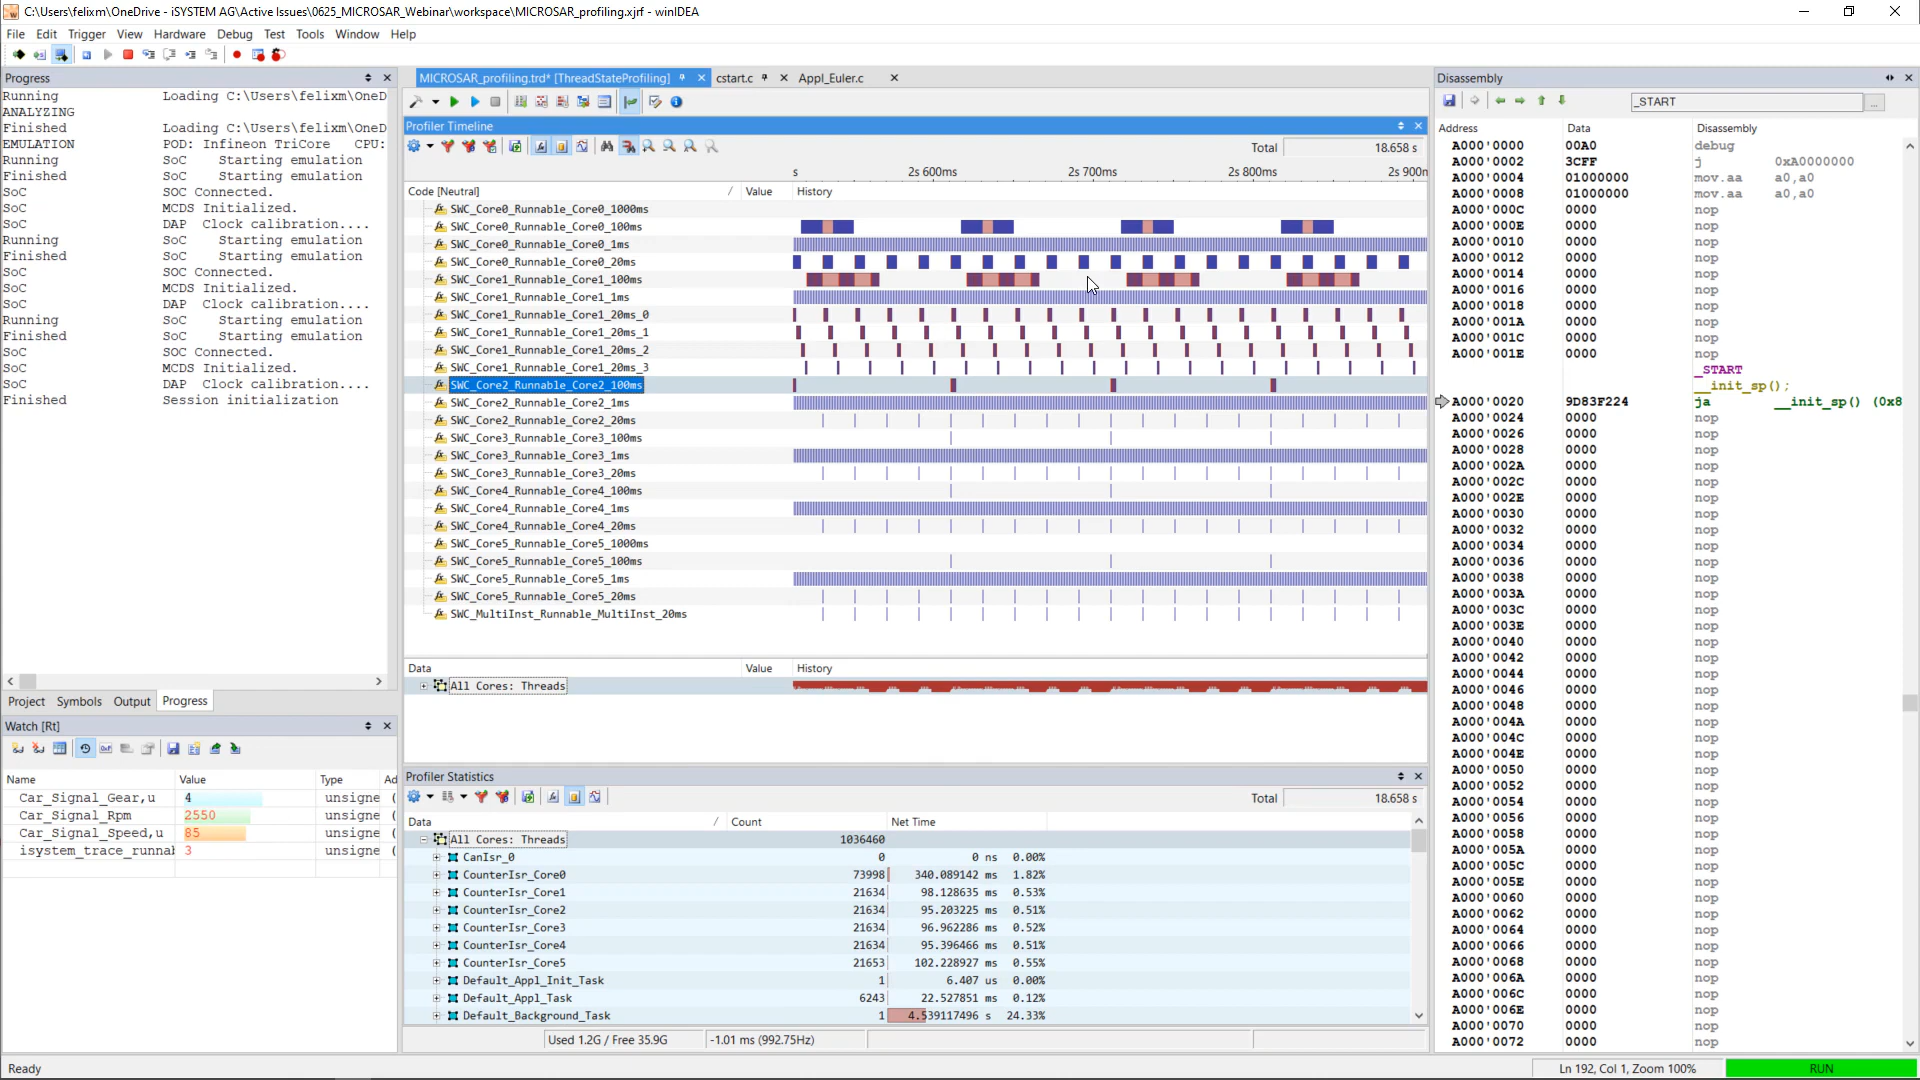 C:\Users\felixm\OneDrive - iSYSTEM AG\Active Issues\0625_MICROSAR_Webinar\workspace\MICROSAR_profiling.xjrf - winIDEA
File Edit Trigger View Hardware Debug Test Tools Window Help
Progress
Running Loading C:\Users\felixm\OneD
ANALYZING
Finished Loading C:\Users\felixm\OneD
EMULATION POD: Infineon TriCore CPU:
Running SoC Starting emulation
Finished SoC Starting emulation
SoC SOC Connected.
SoC MCDS Initialized.
SoC DAP Clock calibration....
Running SoC Starting emulation
Finished SoC Starting emulation
SoC SOC Connected.
SoC MCDS Initialized.
SoC DAP Clock calibration....
Running SoC Starting emulation
Finished SoC Starting emulation
SoC SOC Connected.
SoC MCDS Initialized.
SoC DAP Clock calibration....
Finished Session initialization
Project Symbols Output Progress
Watch [Rt]
Name Value Type Ad
Car_Signal_Gear,u 4 unsigne (
Car_Signal_Rpm 2550 unsigne (
Car_Signal_Speed,u 85 unsigne (
isystem_trace_runnab 3 unsigne (
MICROSAR_profiling.trd* [ThreadStateProfiling] cstart.c Appl_Euler.c
Profiler Timeline
Total 18.658 s
s 2s 600ms 2s 700ms 2s 800ms 2s 900m
Code [Neutral] / Value History
SWC_Core0_Runnable_Core0_1000ms
SWC_Core0_Runnable_Core0_100ms
SWC_Core0_Runnable_Core0_1ms
SWC_Core0_Runnable_Core0_20ms
SWC_Core1_Runnable_Core1_100ms
SWC_Core1_Runnable_Core1_1ms
SWC_Core1_Runnable_Core1_20ms_0
SWC_Core1_Runnable_Core1_20ms_1
SWC_Core1_Runnable_Core1_20ms_2
SWC_Core1_Runnable_Core1_20ms_3
SWC_Core2_Runnable_Core2_100ms
SWC_Core2_Runnable_Core2_1ms
SWC_Core2_Runnable_Core2_20ms
SWC_Core3_Runnable_Core3_100ms
SWC_Core3_Runnable_Core3_1ms
SWC_Core3_Runnable_Core3_20ms
SWC_Core4_Runnable_Core4_100ms
SWC_Core4_Runnable_Core4_1ms
SWC_Core4_Runnable_Core4_20ms
SWC_Core5_Runnable_Core5_1000ms
SWC_Core5_Runnable_Core5_100ms
SWC_Core5_Runnable_Core5_1ms
SWC_Core5_Runnable_Core5_20ms
SWC_MultiInst_Runnable_MultiInst_20ms
Data Value History
All Cores: Threads
Profiler Statistics
Total 18.658 s
Data / Count Net Time
All Cores: Threads 1036460
CanIsr_0 0 0 ns 0.00%
CounterIsr_Core0 73998 340.089142 ms 1.82%
CounterIsr_Core1 21634 98.128635 ms 0.53%
CounterIsr_Core2 21634 95.203225 ms 0.51%
CounterIsr_Core3 21634 96.962286 ms 0.52%
CounterIsr_Core4 21634 95.396466 ms 0.51%
CounterIsr_Core5 21653 102.228927 ms 0.55%
Default_Appl_Init_Task 1 6.407 us 0.00%
Default_Appl_Task 6243 22.527851 ms 0.12%
Default_Background_Task 1 4.539117496 s 24.33%
Used 1.2G / Free 35.9G -1.01 ms (992.75Hz)
Disassembly
_START ...
Address Data Disassembly
A000'0000 00A0 debug
A000'0002 3CFF j 0xA0000000
A000'0004 01000000 mov.aa a0,a0
A000'0008 01000000 mov.aa a0,a0
A000'000C 0000 nop
A000'000E 0000 nop
A000'0010 0000 nop
A000'0012 0000 nop
A000'0014 0000 nop
A000'0016 0000 nop
A000'0018 0000 nop
A000'001A 0000 nop
A000'001C 0000 nop
A000'001E 0000 nop
_START
__init_sp();
A000'0020 9D83F224 ja __init_sp() (0x8
A000'0024 0000 nop
A000'0026 0000 nop
A000'0028 0000 nop
A000'002A 0000 nop
A000'002C 0000 nop
A000'002E 0000 nop
A000'0030 0000 nop
A000'0032 0000 nop
A000'0034 0000 nop
A000'0036 0000 nop
A000'0038 0000 nop
A000'003A 0000 nop
A000'003C 0000 nop
A000'003E 0000 nop
A000'0040 0000 nop
A000'0042 0000 nop
A000'0044 0000 nop
A000'0046 0000 nop
A000'0048 0000 nop
A000'004A 0000 nop
A000'004C 0000 nop
A000'004E 0000 nop
A000'0050 0000 nop
A000'0052 0000 nop
A000'0054 0000 nop
A000'0056 0000 nop
A000'0058 0000 nop
A000'005A 0000 nop
A000'005C 0000 nop
A000'005E 0000 nop
A000'0060 0000 nop
A000'0062 0000 nop
A000'0064 0000 nop
A000'0066 0000 nop
A000'0068 0000 nop
A000'006A 0000 nop
A000'006C 0000 nop
A000'006E 0000 nop
A000'0070 0000 nop
A000'0072 0000 nop
Ready Ln 192, Col 1, Zoom 100% RUN